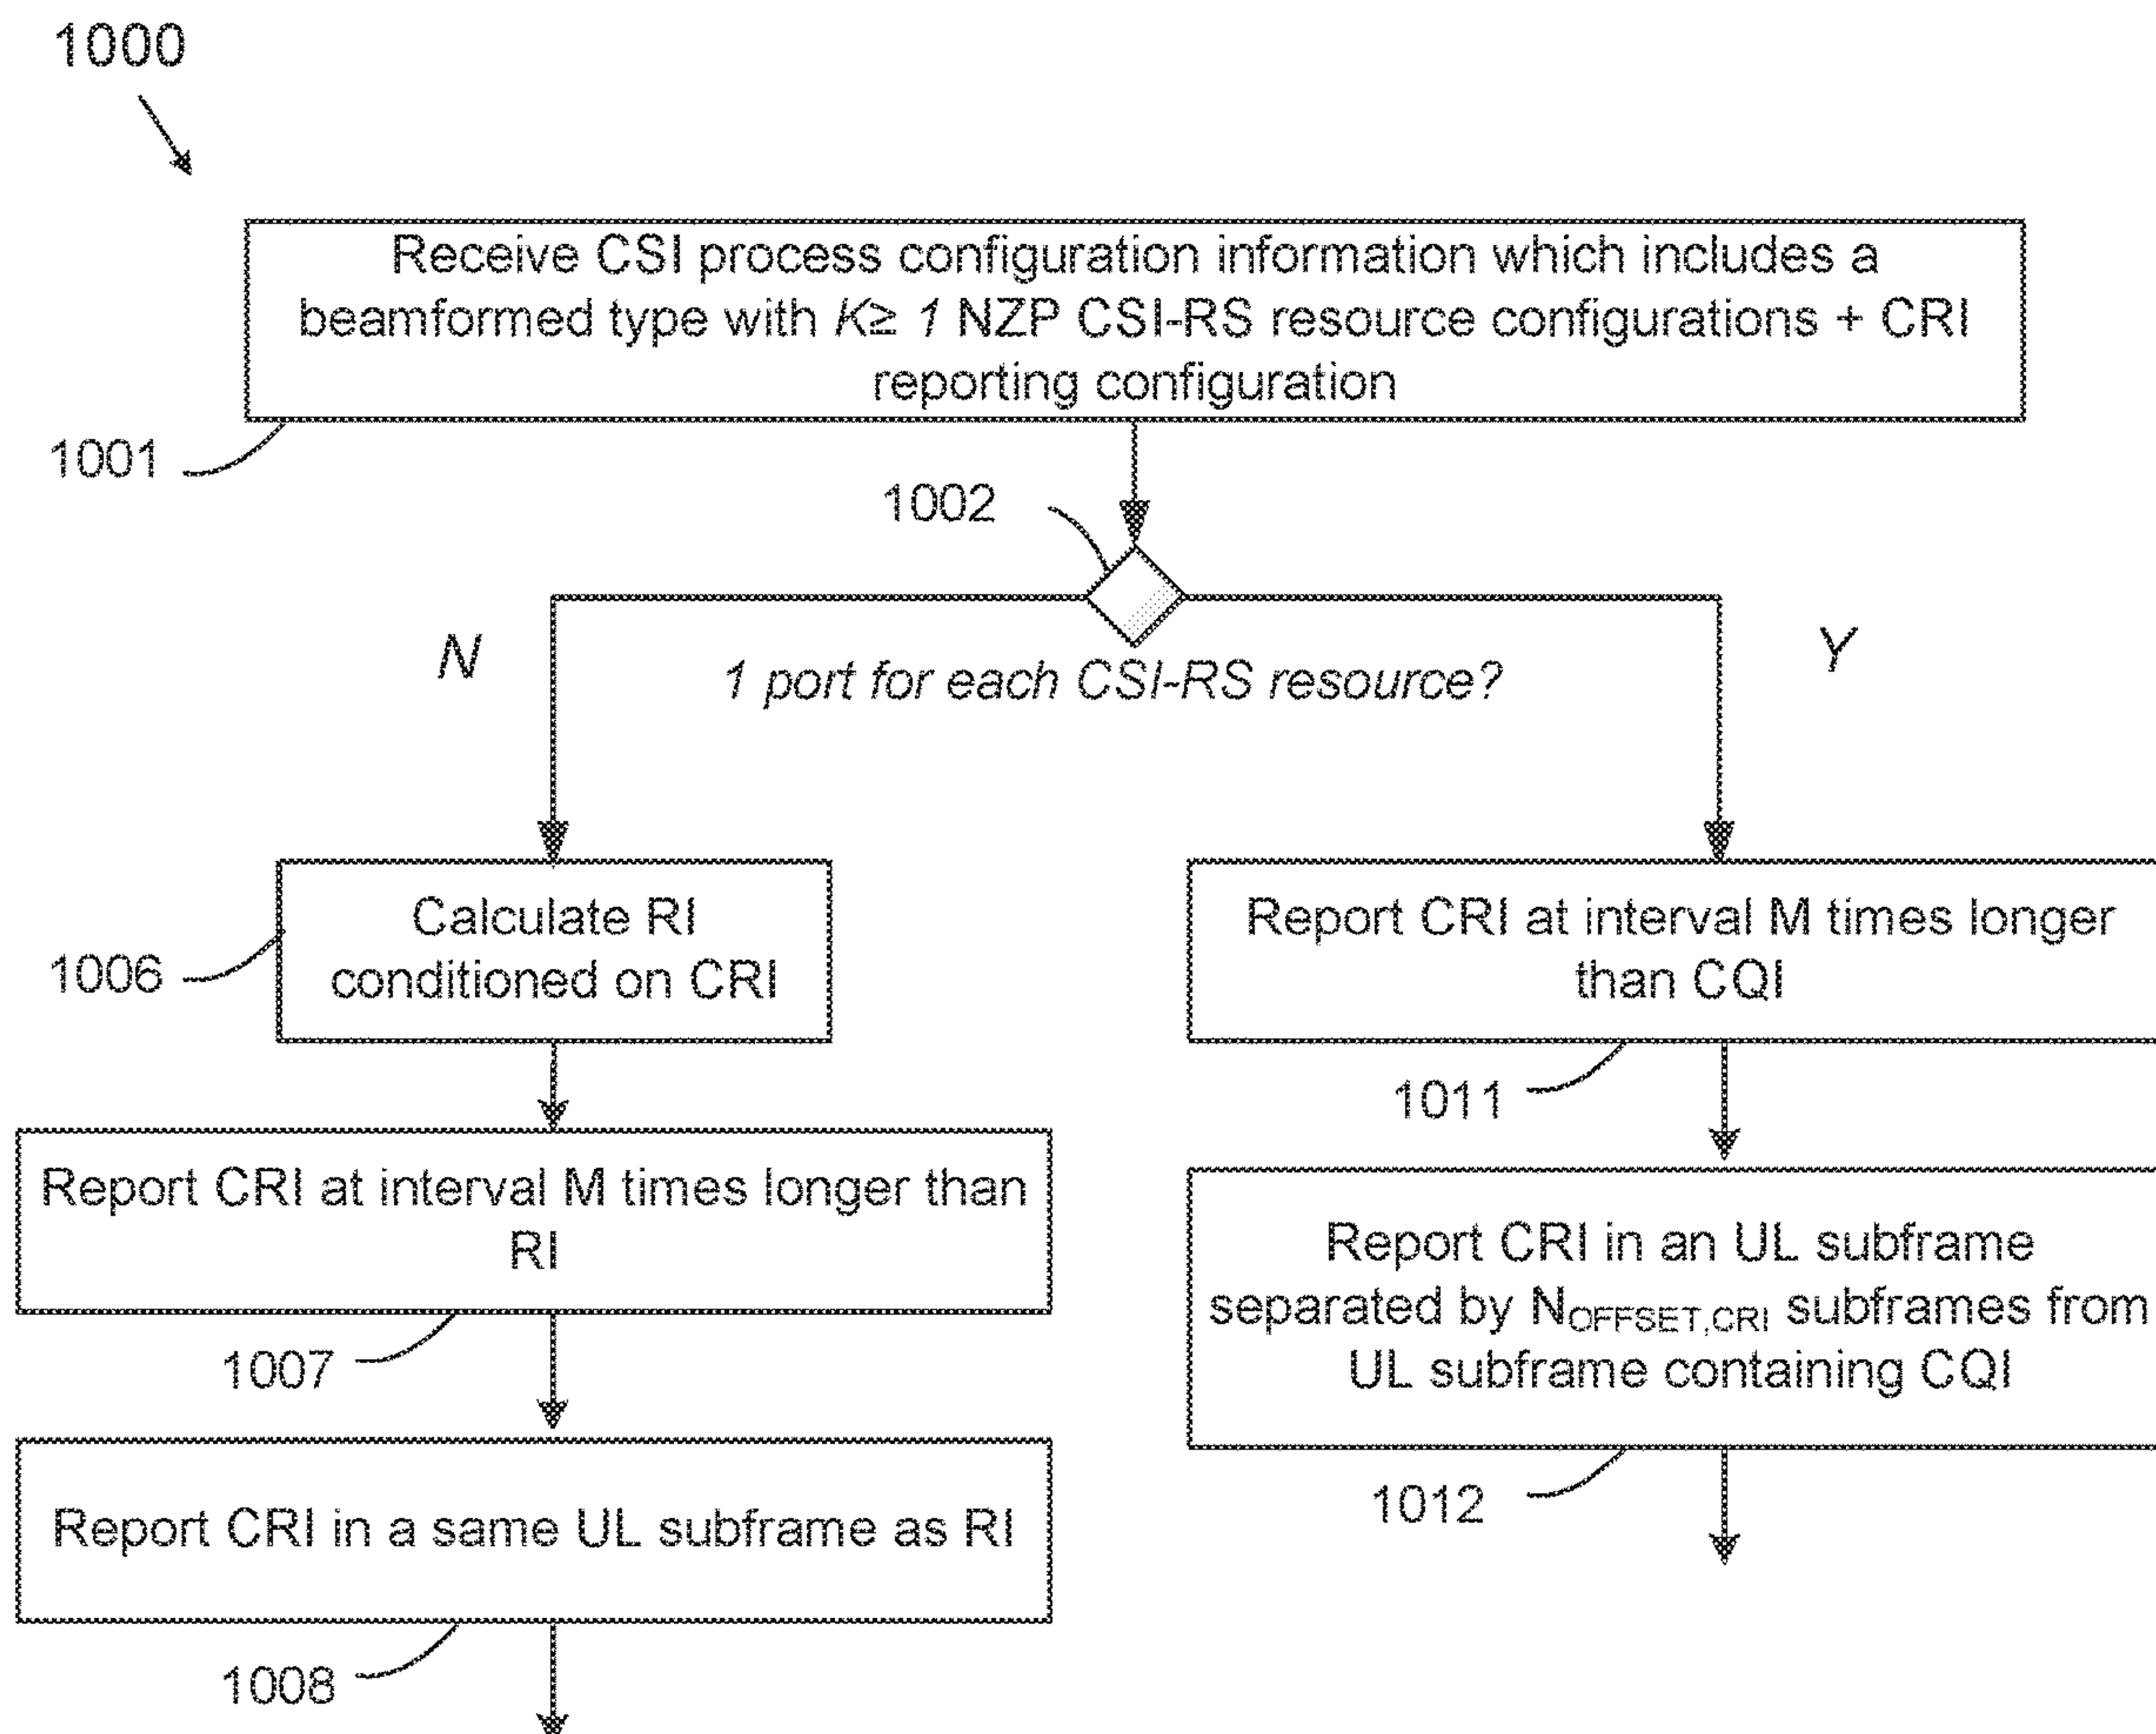 1000
Receive CSI process configuration information which includes a
beamformed type with K≥ 1 NZP CSI-RS resource configurations + CRI
reporting configuration
1001
1002
N
Y
1 port for each CSI-RS resource?
Calculate RI
conditioned on CRI
1006
Report CRI at interval M times longer
than CQI
1011
Report CRI at interval M times longer than
RI
1007
Report CRI in an UL subframe
separated by NOFFSET,CRI subframes from
UL subframe containing CQI
1012
Report CRI in a same UL subframe as RI
1008